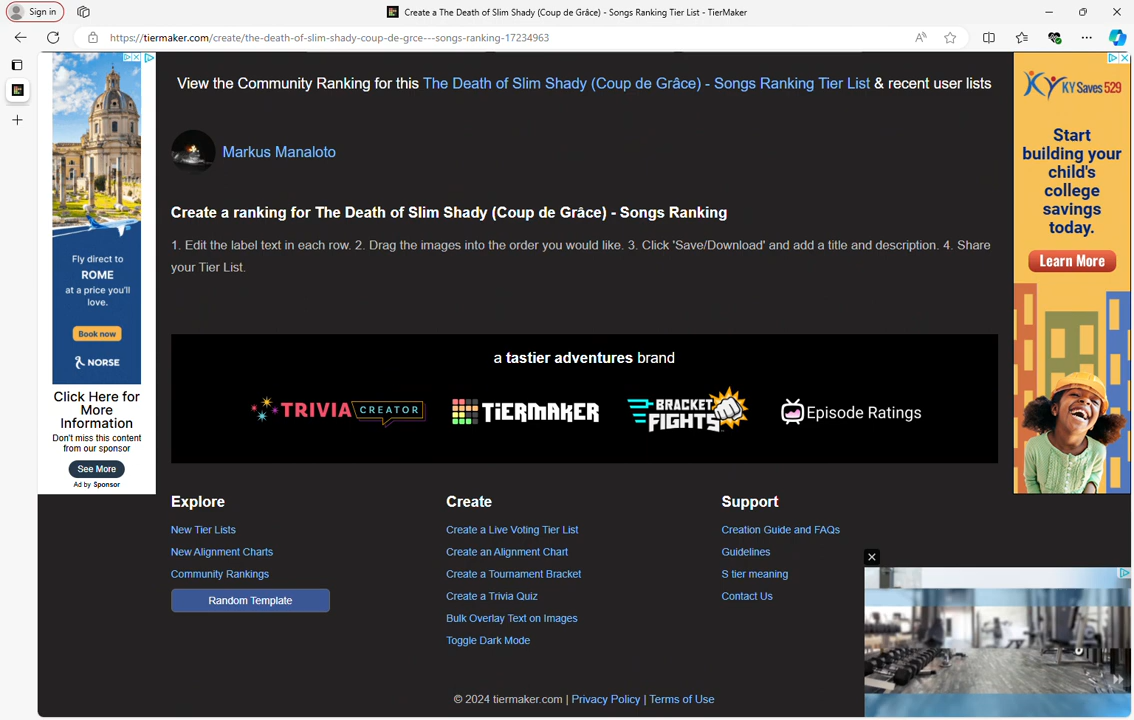 Sign in
Create a The Death of Slim Shady (Coup de Grâce) - Songs Ranking Tier List - TierMaker
https://tiermaker.com/create/the-death-of-slim-shady-coup-de-grce---songs-ranking-17234963
View the Community Ranking for this The Death of Slim Shady (Coup de Grâce) - Songs Ranking Tier List & recent user lists
Markus Manaloto
Create a ranking for The Death of Slim Shady (Coup de Grâce) - Songs Ranking
1. Edit the label text in each row. 2. Drag the images into the order you would like. 3. Click 'Save/Download' and add a title and description. 4. Share
your Tier List.
Fly direct to
ROME
at a price you'll
love.
Book now
NORSE
Click Here for
More
Information
Don't miss this content
from our sponsor
See More
Ad by Sponsor
KY Saves 529
Start
building your
child's
college
savings
today.
Learn More
a tastier adventures brand
TRIVIA CREATOR
TiERMAKER
BRACKET
FIGHTS
Episode Ratings
Explore
New Tier Lists
New Alignment Charts
Community Rankings
Random Template
Create
Create a Live Voting Tier List
Create an Alignment Chart
Create a Tournament Bracket
Create a Trivia Quiz
Bulk Overlay Text on Images
Toggle Dark Mode
Support
Creation Guide and FAQs
Guidelines
S tier meaning
Contact Us
© 2024 tiermaker.com | Privacy Policy | Terms of Use